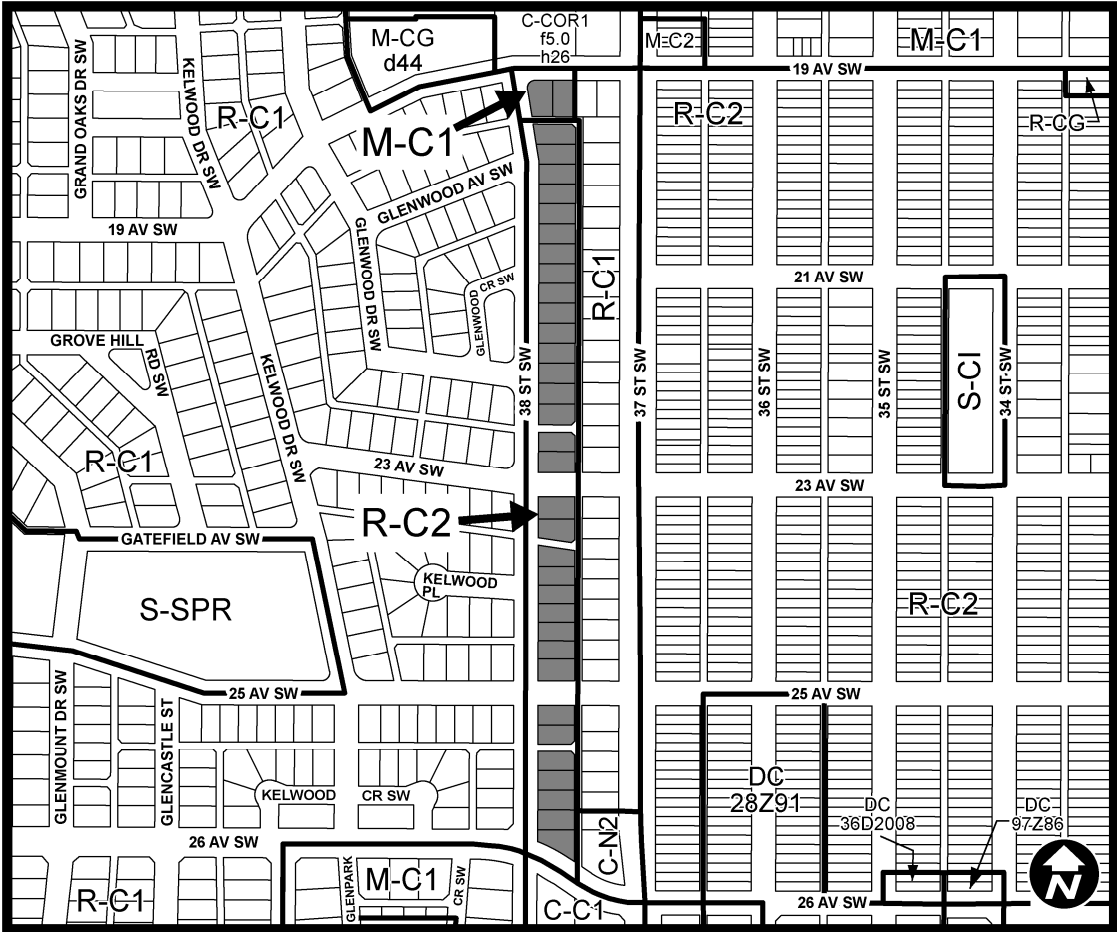 C-COR1
f5.0
h26
M-CG
d44
M-C2
M-C1
19 AV SW
GRAND OAKS DR SW
KELWOOD DR SW
R-C1
M-C1
R-C2
R-CG
GLENWOOD AV SW
19 AV SW
GLENWOOD DR SW
GLENWOOD
CR SW
R-C1
21 AV SW
GROVE HILL
RD SW
KELWOOD DR SW
38 ST SW
37 ST SW
36 ST SW
35 ST SW
S-CI
34 ST SW
R-C1
23 AV SW
23 AV SW
R-C2
GATEFIELD AV SW
KELWOOD
PL
S-SPR
R-C2
25 AV SW
25 AV SW
GLENMOUNT DR SW
GLENCASTLE ST
KELWOOD
CR SW
DC
28Z91
DC
36D2008
DC
97Z86
26 AV SW
C-N2
GLENPARK
M-C1
CR SW
R-C1
C-C1
26 AV SW
N